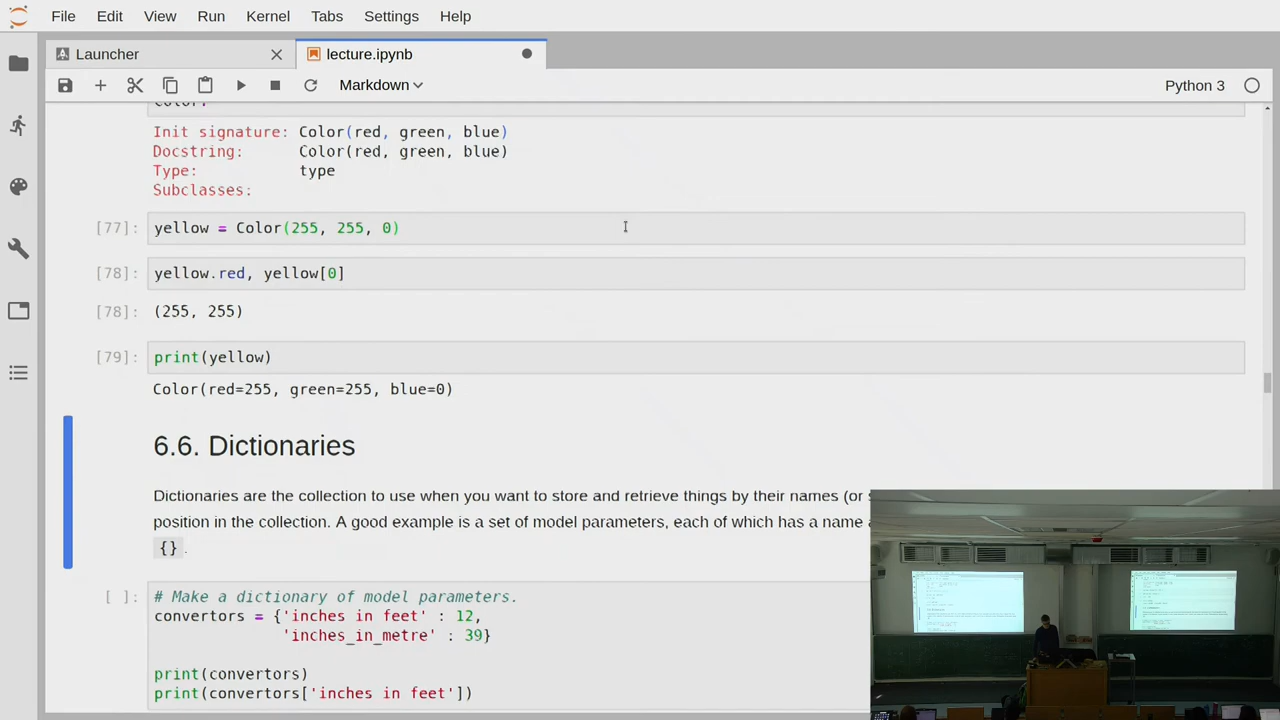 File Edit View Run Kernel Tabs Settings Help
Launcher
lecture.ipynb
Markdown
Python 3
Init signature: Color(red, green, blue)
Docstring: Color(red, green, blue)
Type: type
Subclasses:
[77]: yellow = Color(255, 255, 0)
[78]: yellow.red, yellow[0]
[78]: (255, 255)
[79]: print(yellow)
Color(red=255, green=255, blue=0)
6.6. Dictionaries
Dictionaries are the collection to use when you want to store and retrieve things by their names (or
position in the collection. A good example is a set of model parameters, each of which has a name
{}.
[ ]: # Make a dictionary of model parameters.
convertors = {'inches in feet' : 12,
'inches_in_metre' : 39}
print(convertors)
print(convertors['inches in feet'])